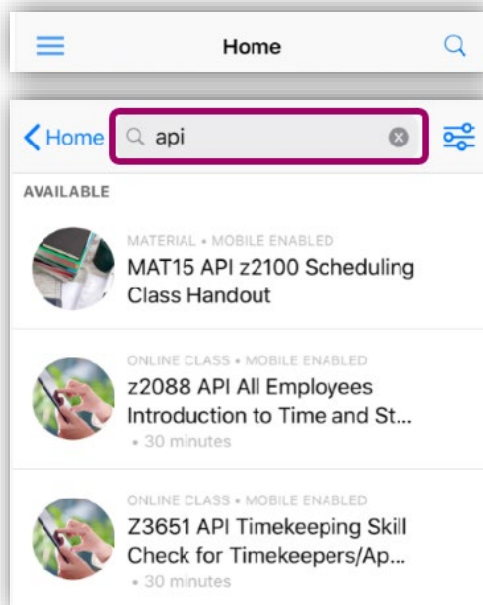 Home
Home
api
AVAILABLE
MATERIAL • MOBILE ENABLED
MAT15 API z2100 Scheduling
Class Handout
ONLINE CLASS • MOBILE ENABLED
z2088 API All Employees
Introduction to Time and St...
• 30 minutes
ONLINE CLASS • MOBILE ENABLED
Z3651 API Timekeeping Skill
Check for Timekeepers/Ap...
• 30 minutes